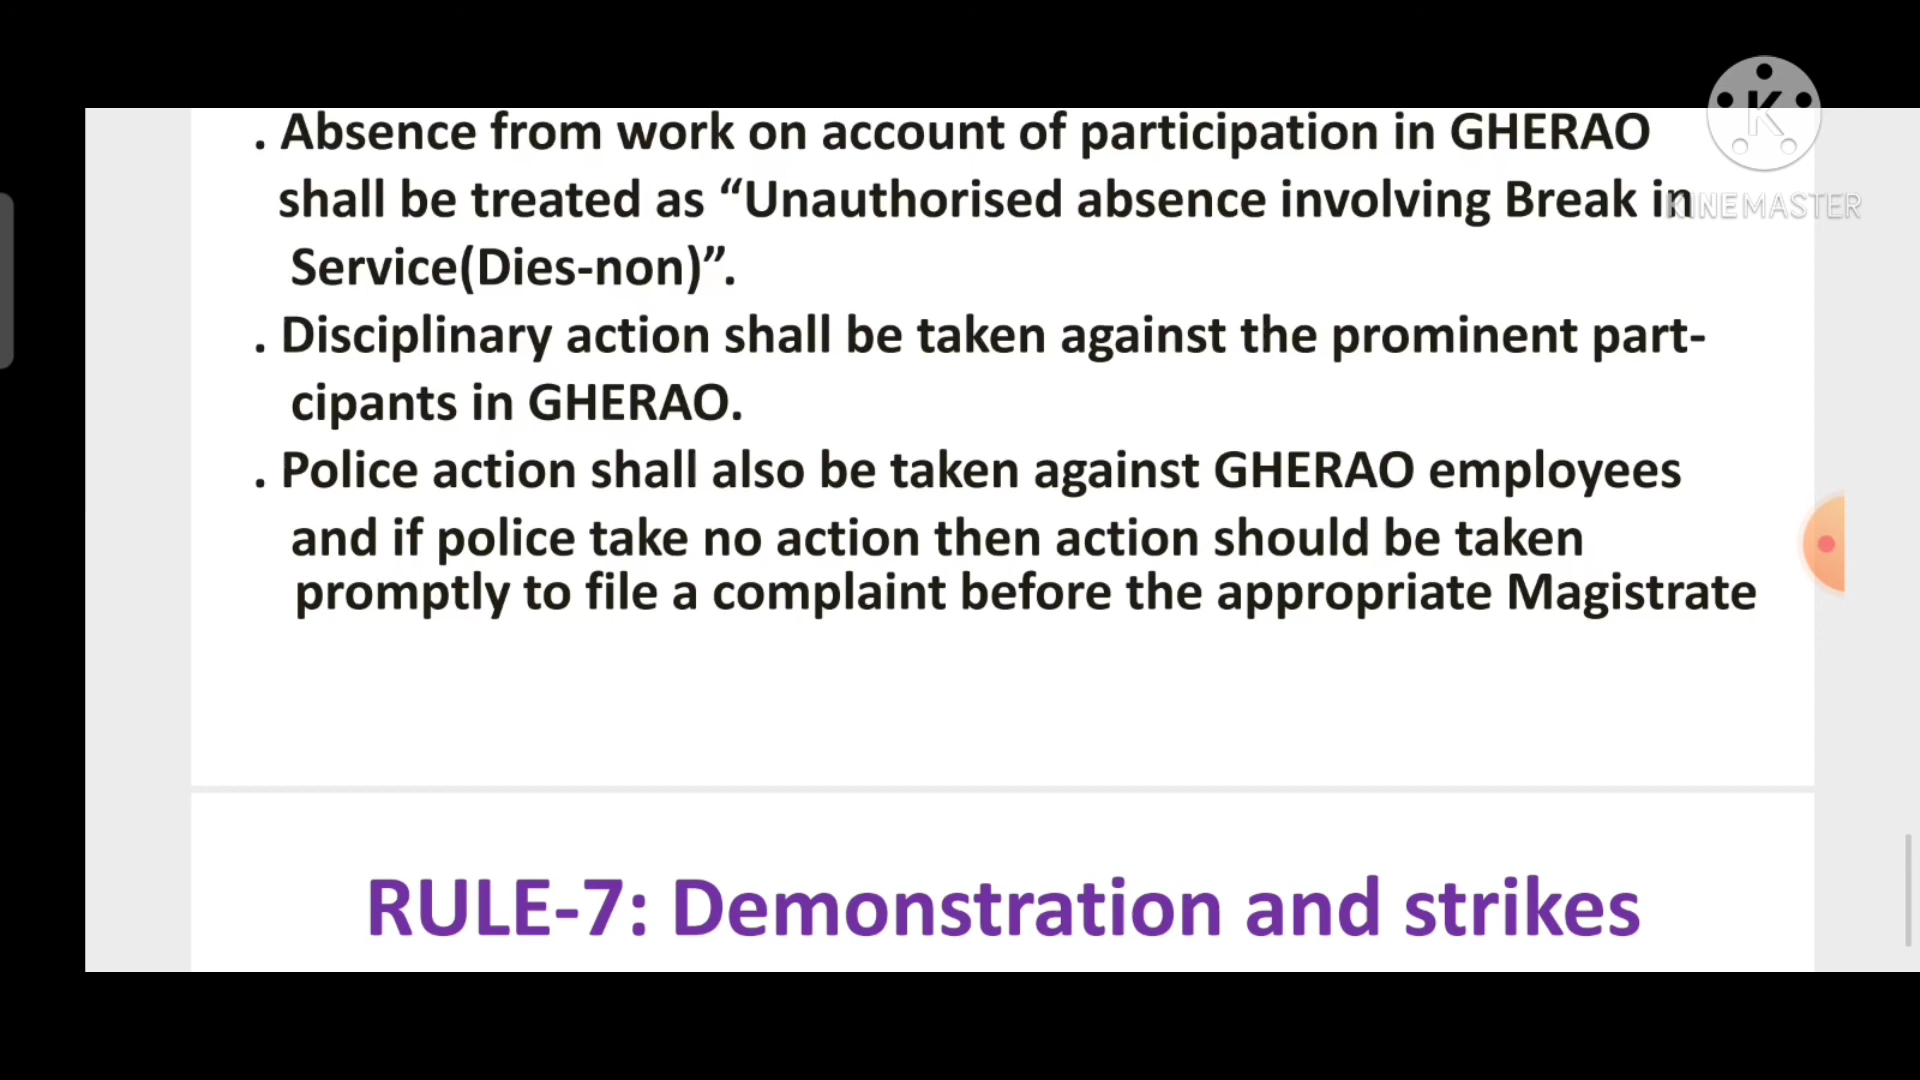 . Absence from work on account of participation in GHERAO
shall be treated as “Unauthorised absence involving Break in
Service(Dies-non)”.
. Disciplinary action shall be taken against the prominent part-
cipants in GHERAO.
. Police action shall also be taken against GHERAO employees
and if police take no action then action should be taken
promptly to file a complaint before the appropriate Magistrate
RULE-7: Demonstration and strikes
K
KINEMASTER